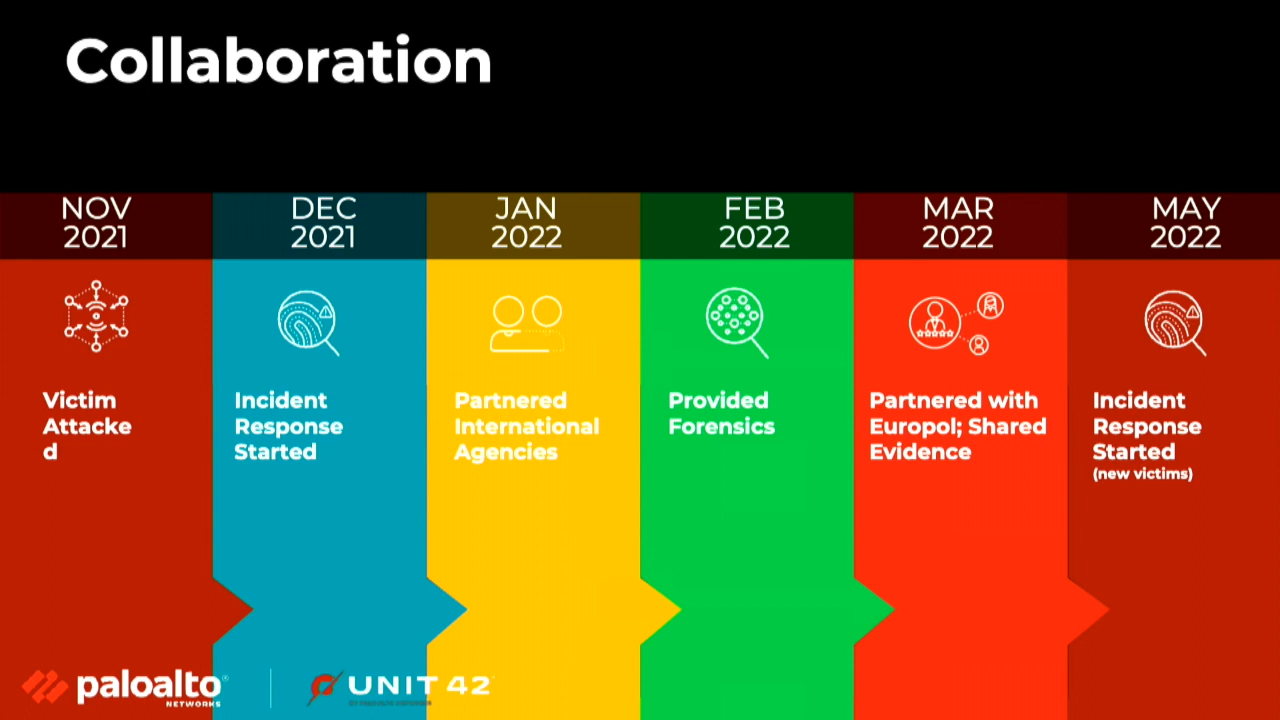 Collaboration
NOV
2021
DEC
2021
JAN
2022
FEB
2022
MAR
2022
MAY
2022
Victim
Attacke
d
Incident
Response
Started
Partnered
International
Agencies
Provided
Forensics
Partnered with
Europol; Shared
Evidence
Incident
Response
Started
(new victims)
paloalto
NETWORKS
UNIT 42